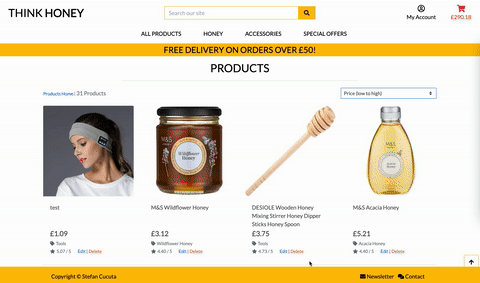 THINK HONEY
Search our site
My Account
£290.18
ALL PRODUCTS HONEY ACCESSORIES SPECIAL OFFERS
FREE DELIVERY ON ORDERS OVER £50!
PRODUCTS
Products Home | 31 Products
Price (low to high)
M&S
Wildflower
Honey
M&S
test
£1.09
Tools
5.07 / 5 Edit | Delete
M&S Wildflower Honey
£3.12
Wildflower Honey
4.40 / 5 Edit | Delete
DESIOLE Wooden Honey
Mixing Stirrer Honey Dipper
Sticks Honey Spoon
£3.75
Tools
4.73 / 5 Edit | Delete
M&S Acacia Honey
£5.21
Acacia Honey
4.40 / 5 Edit | Delete
Copyright © Stefan Cucuta
Newsletter Contact